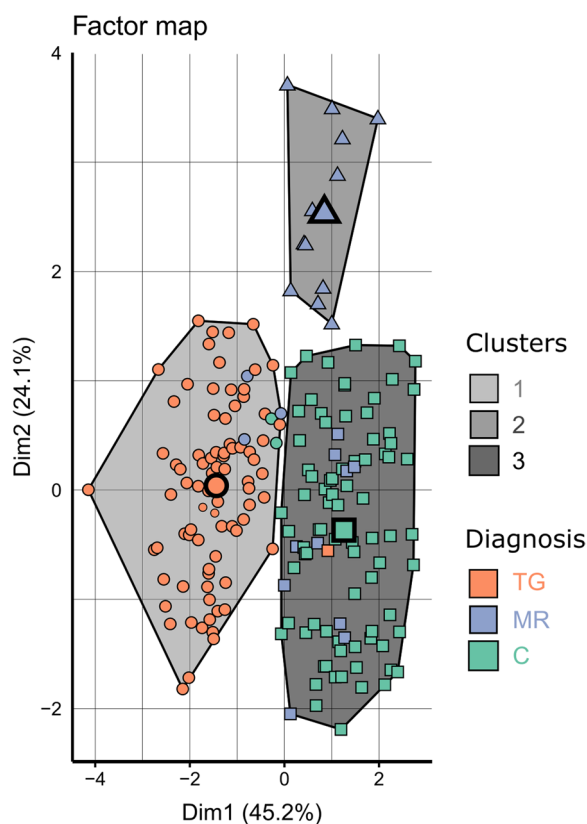 Factor map
4
2
0
−2
−4
−2
0
2
Dim1 (45.2%)
Dim2 (24.1%)
Clusters
1
2
3
Diagnosis
TG
MR
C